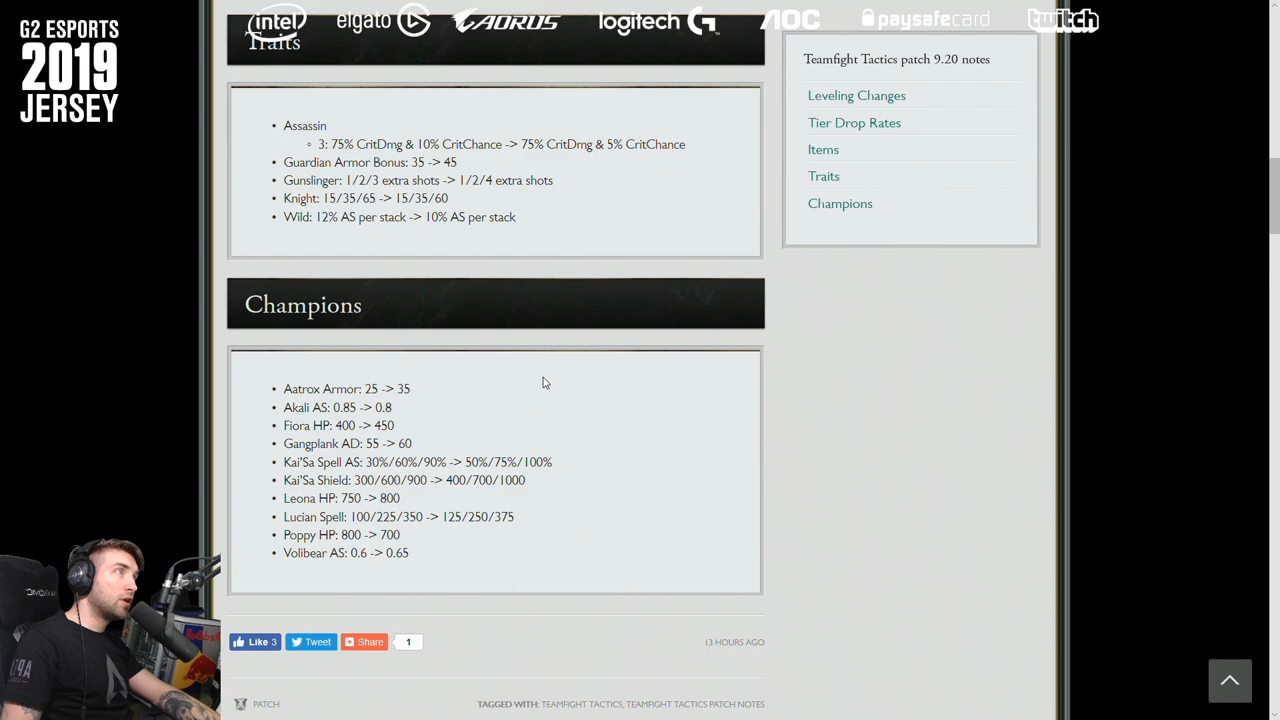 G2 ESPORTS
2019
JERSEY
intel
elgato
AORUS
logitech G
AOC
paysafecard
twitch
Traits
Assassin
3: 75% CritDmg & 10% CritChance -> 75% CritDmg & 5% CritChance
Guardian Armor Bonus: 35 -> 45
Gunslinger: 1/2/3 extra shots -> 1/2/4 extra shots
Knight: 15/35/65 -> 15/35/60
Wild: 12% AS per stack -> 10% AS per stack
Champions
Aatrox Armor: 25 -> 35
Akali AS: 0.85 -> 0.8
Fiora HP: 400 -> 450
Gangplank AD: 55 -> 60
Kai'Sa Spell AS: 30%/60%/90% -> 50%/75%/100%
Kai'Sa Shield: 300/600/900 -> 400/700/1000
Leona HP: 750 -> 800
Lucian Spell: 100/225/350 -> 125/250/375
Poppy HP: 800 -> 700
Volibear AS: 0.6 -> 0.65
Like 3
Tweet
Share
1
13 HOURS AGO
PATCH
TAGGED WITH: TEAMFIGHT TACTICS, TEAMFIGHT TACTICS PATCH NOTES
Teamfight Tactics patch 9.20 notes
Leveling Changes
Tier Drop Rates
Items
Traits
Champions